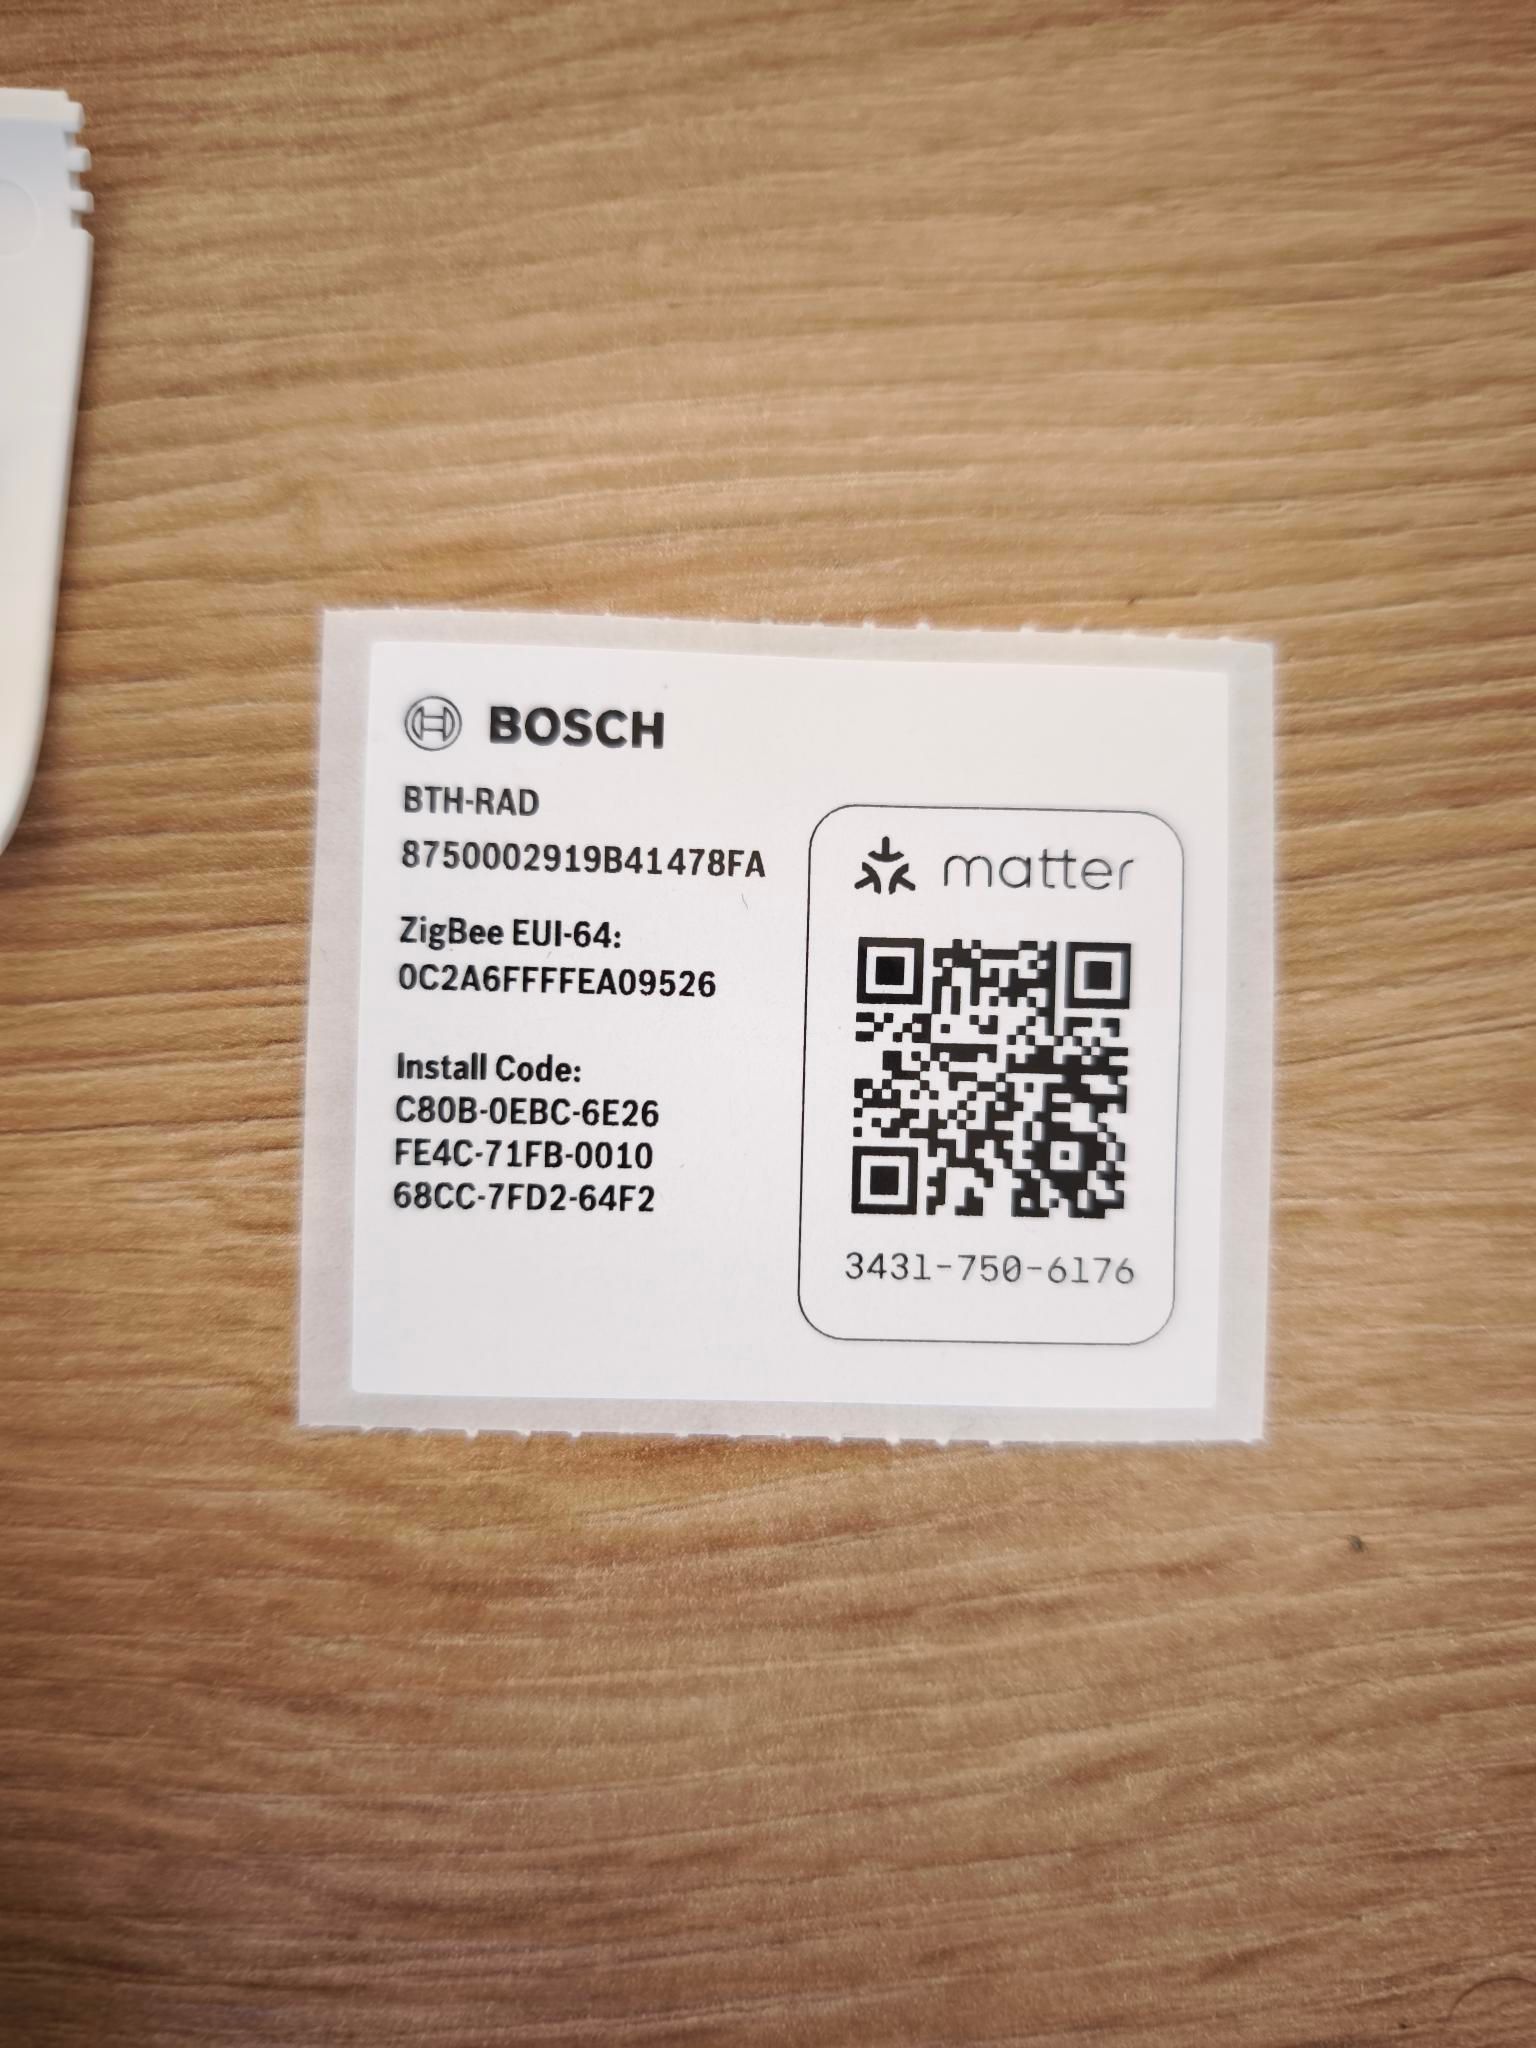 BOSCH
BTH-RAD
8750002919B41478FA
ZigBee EUI-64:
0C2A6FFFFEA09526
Install Code:
C80B-0EBC-6E26
FE4C-71FB-0010
68CC-7FD2-64F2
matter
3431-750-6176